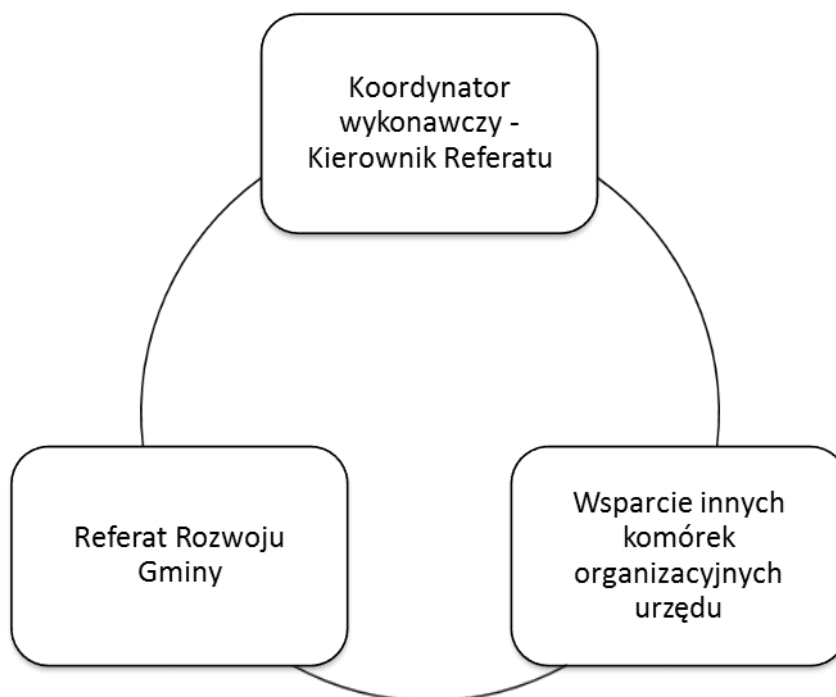 Koordynator
wykonawczy -
Kierownik Referatu
Referat Rozwoju
Gminy
Wsparcie innych
komórek
organizacyjnych
urzędu